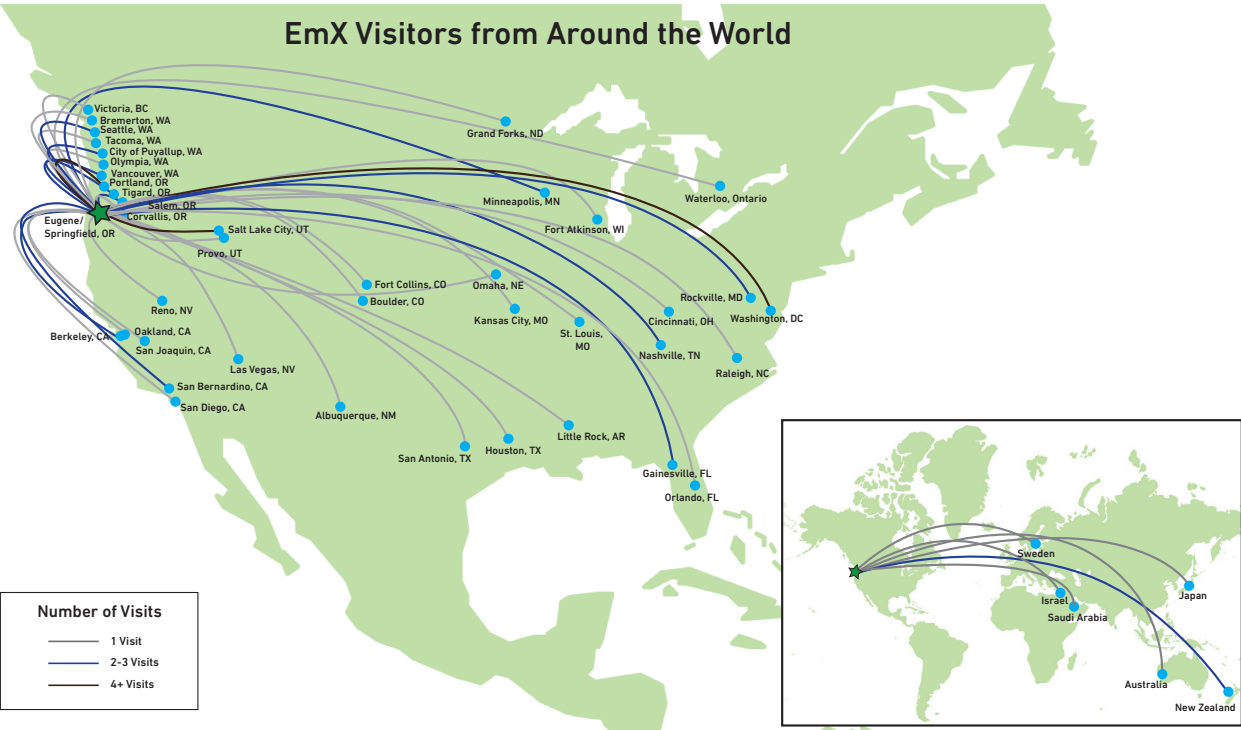 EmX Visitors from Around the World
Victoria, BC
Bremerton, WA
Seattle, WA
Tacoma, WA
City of Puyallup, WA
Olympia, WA
Vancouver, WA
Portland, OR
Tigard, OR
Salem, OR
Corvallis, OR
Eugene/
Springfield, OR
Grand Forks, ND
Waterloo, Ontario
Minneapolis, MN
Fort Atkinson, WI
Salt Lake City, UT
Provo, UT
Fort Collins, CO
Boulder, CO
Omaha, NE
Kansas City, MO
St. Louis,
MO
Rockville, MD
Washington, DC
Cincinnati, OH
Nashville, TN
Raleigh, NC
Reno, NV
Berkeley, CA
Oakland, CA
San Joaquin, CA
Las Vegas, NV
San Bernardino, CA
San Diego, CA
Albuquerque, NM
San Antonio, TX
Houston, TX
Little Rock, AR
Gainesville, FL
Orlando, FL
Number of Visits
1 Visit
2-3 Visits
4+ Visits
Sweden
Israel
Saudi Arabia
Japan
Australia
New Zealand